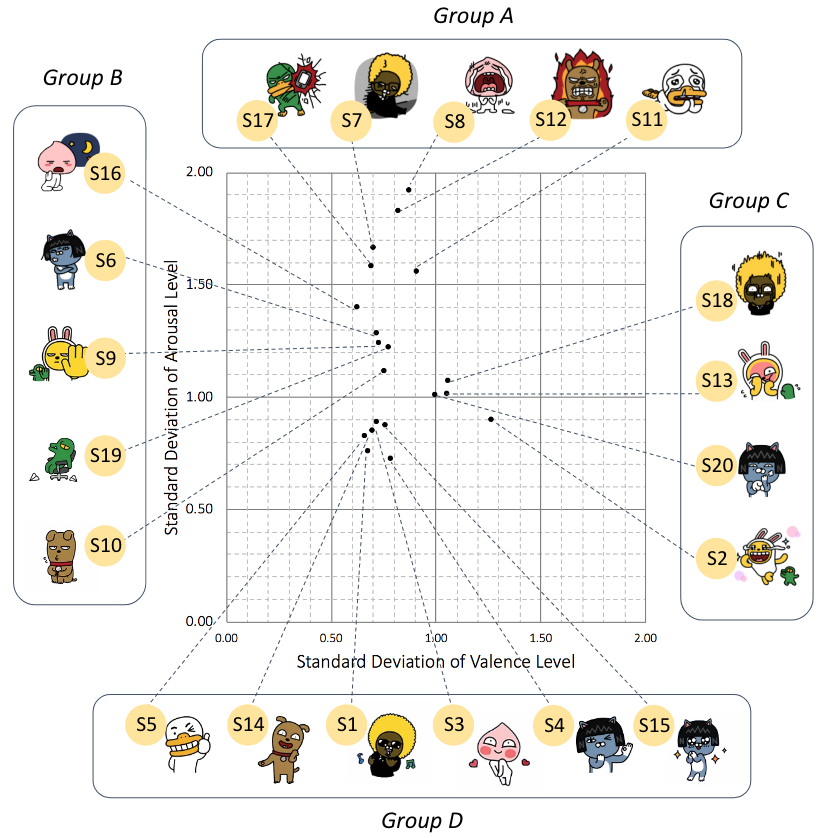 Group A
S17 S7 S8 S12 S11
Group B
S16
S6
S9
S19
S10
Group C
S18
S13
S20
S2
2.00
1.50
1.00
0.50
0.00
Standard Deviation of Arousal Level
0.00 0.50 1.00 1.50 2.00
Standard Deviation of Valence Level
S5 S14 S1 S3 S4 S15
Group D